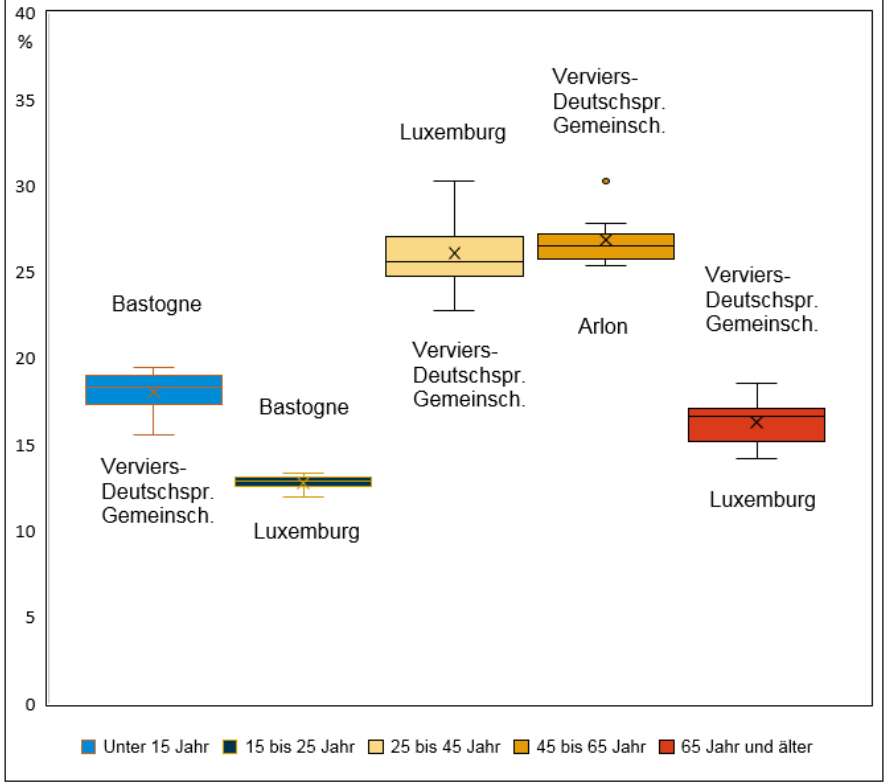 40
%
35
30
25
20
15
10
5
0
Bastogne
Verviers-
Deutschspr.
Gemeinsch.
Bastogne
Luxemburg
Luxemburg
Verviers-
Deutschspr.
Gemeinsch.
Verviers-
Deutschspr.
Gemeinsch.
Arlon
Verviers-
Deutschspr.
Gemeinsch.
Luxemburg
Unter 15 Jahr 15 bis 25 Jahr 25 bis 45 Jahr 45 bis 65 Jahr 65 Jahr und älter